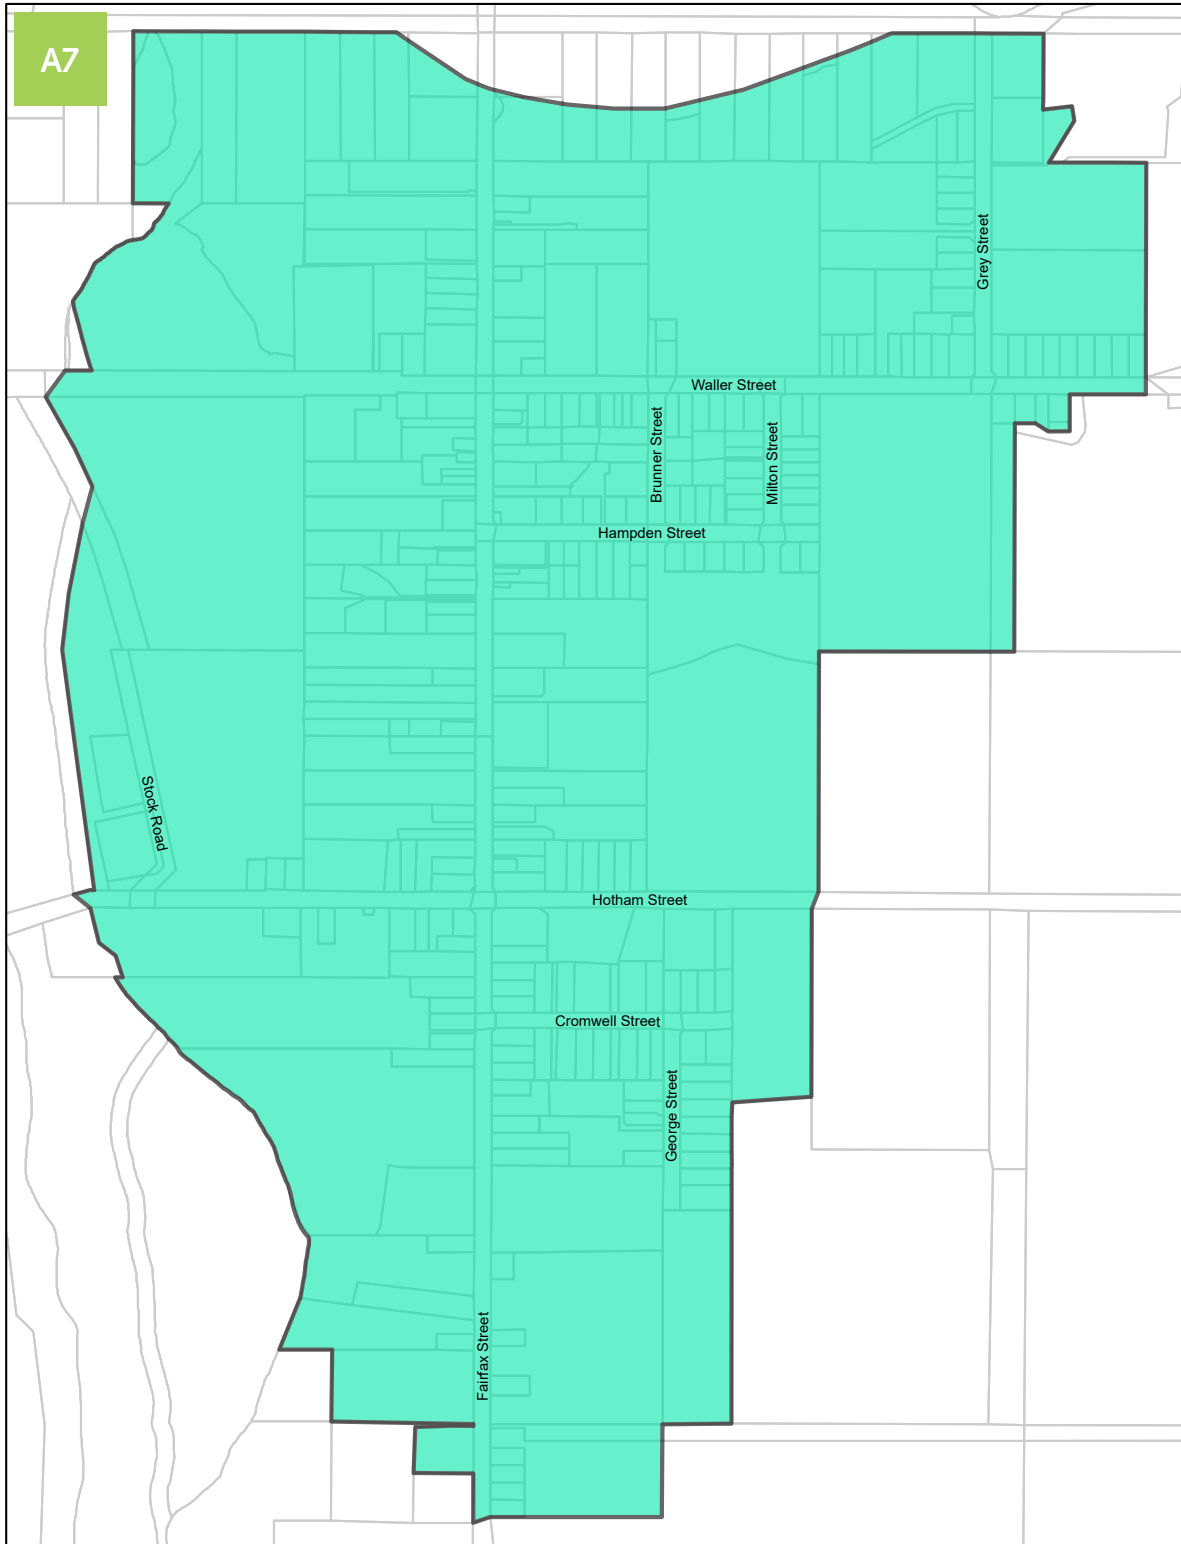 A7
Grey Street
Waller Street
Brunner Street
Milton Street
Hampden Street
Stock Road
Hotham Street
Cromwell Street
George Street
Fairfax Street